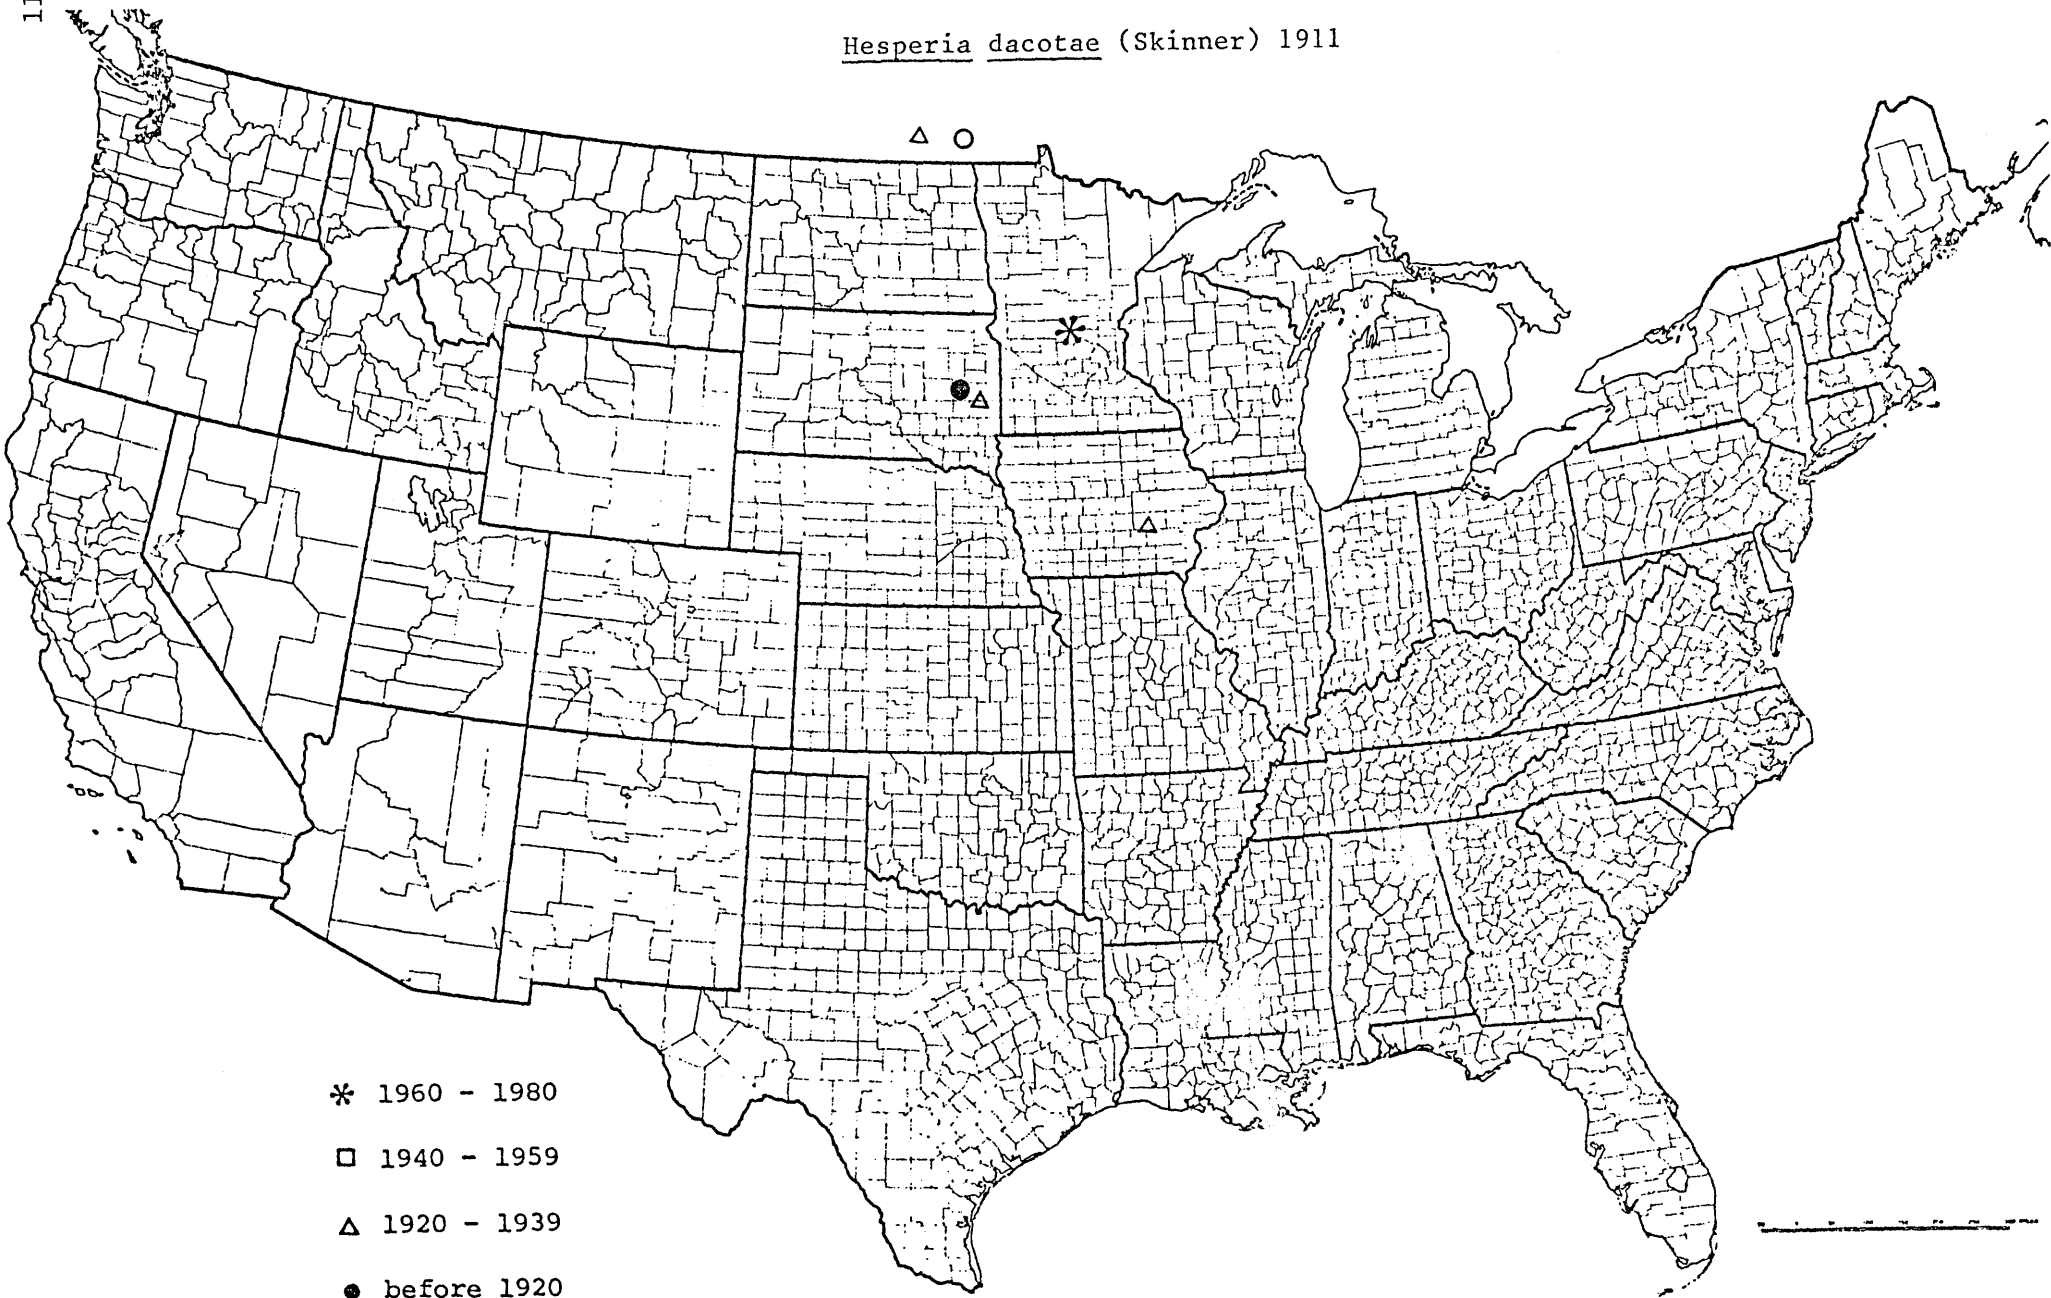 Hesperia dacotae (Skinner) 1911
1960 - 1980
1940 - 1959
1920 - 1939
before 1920